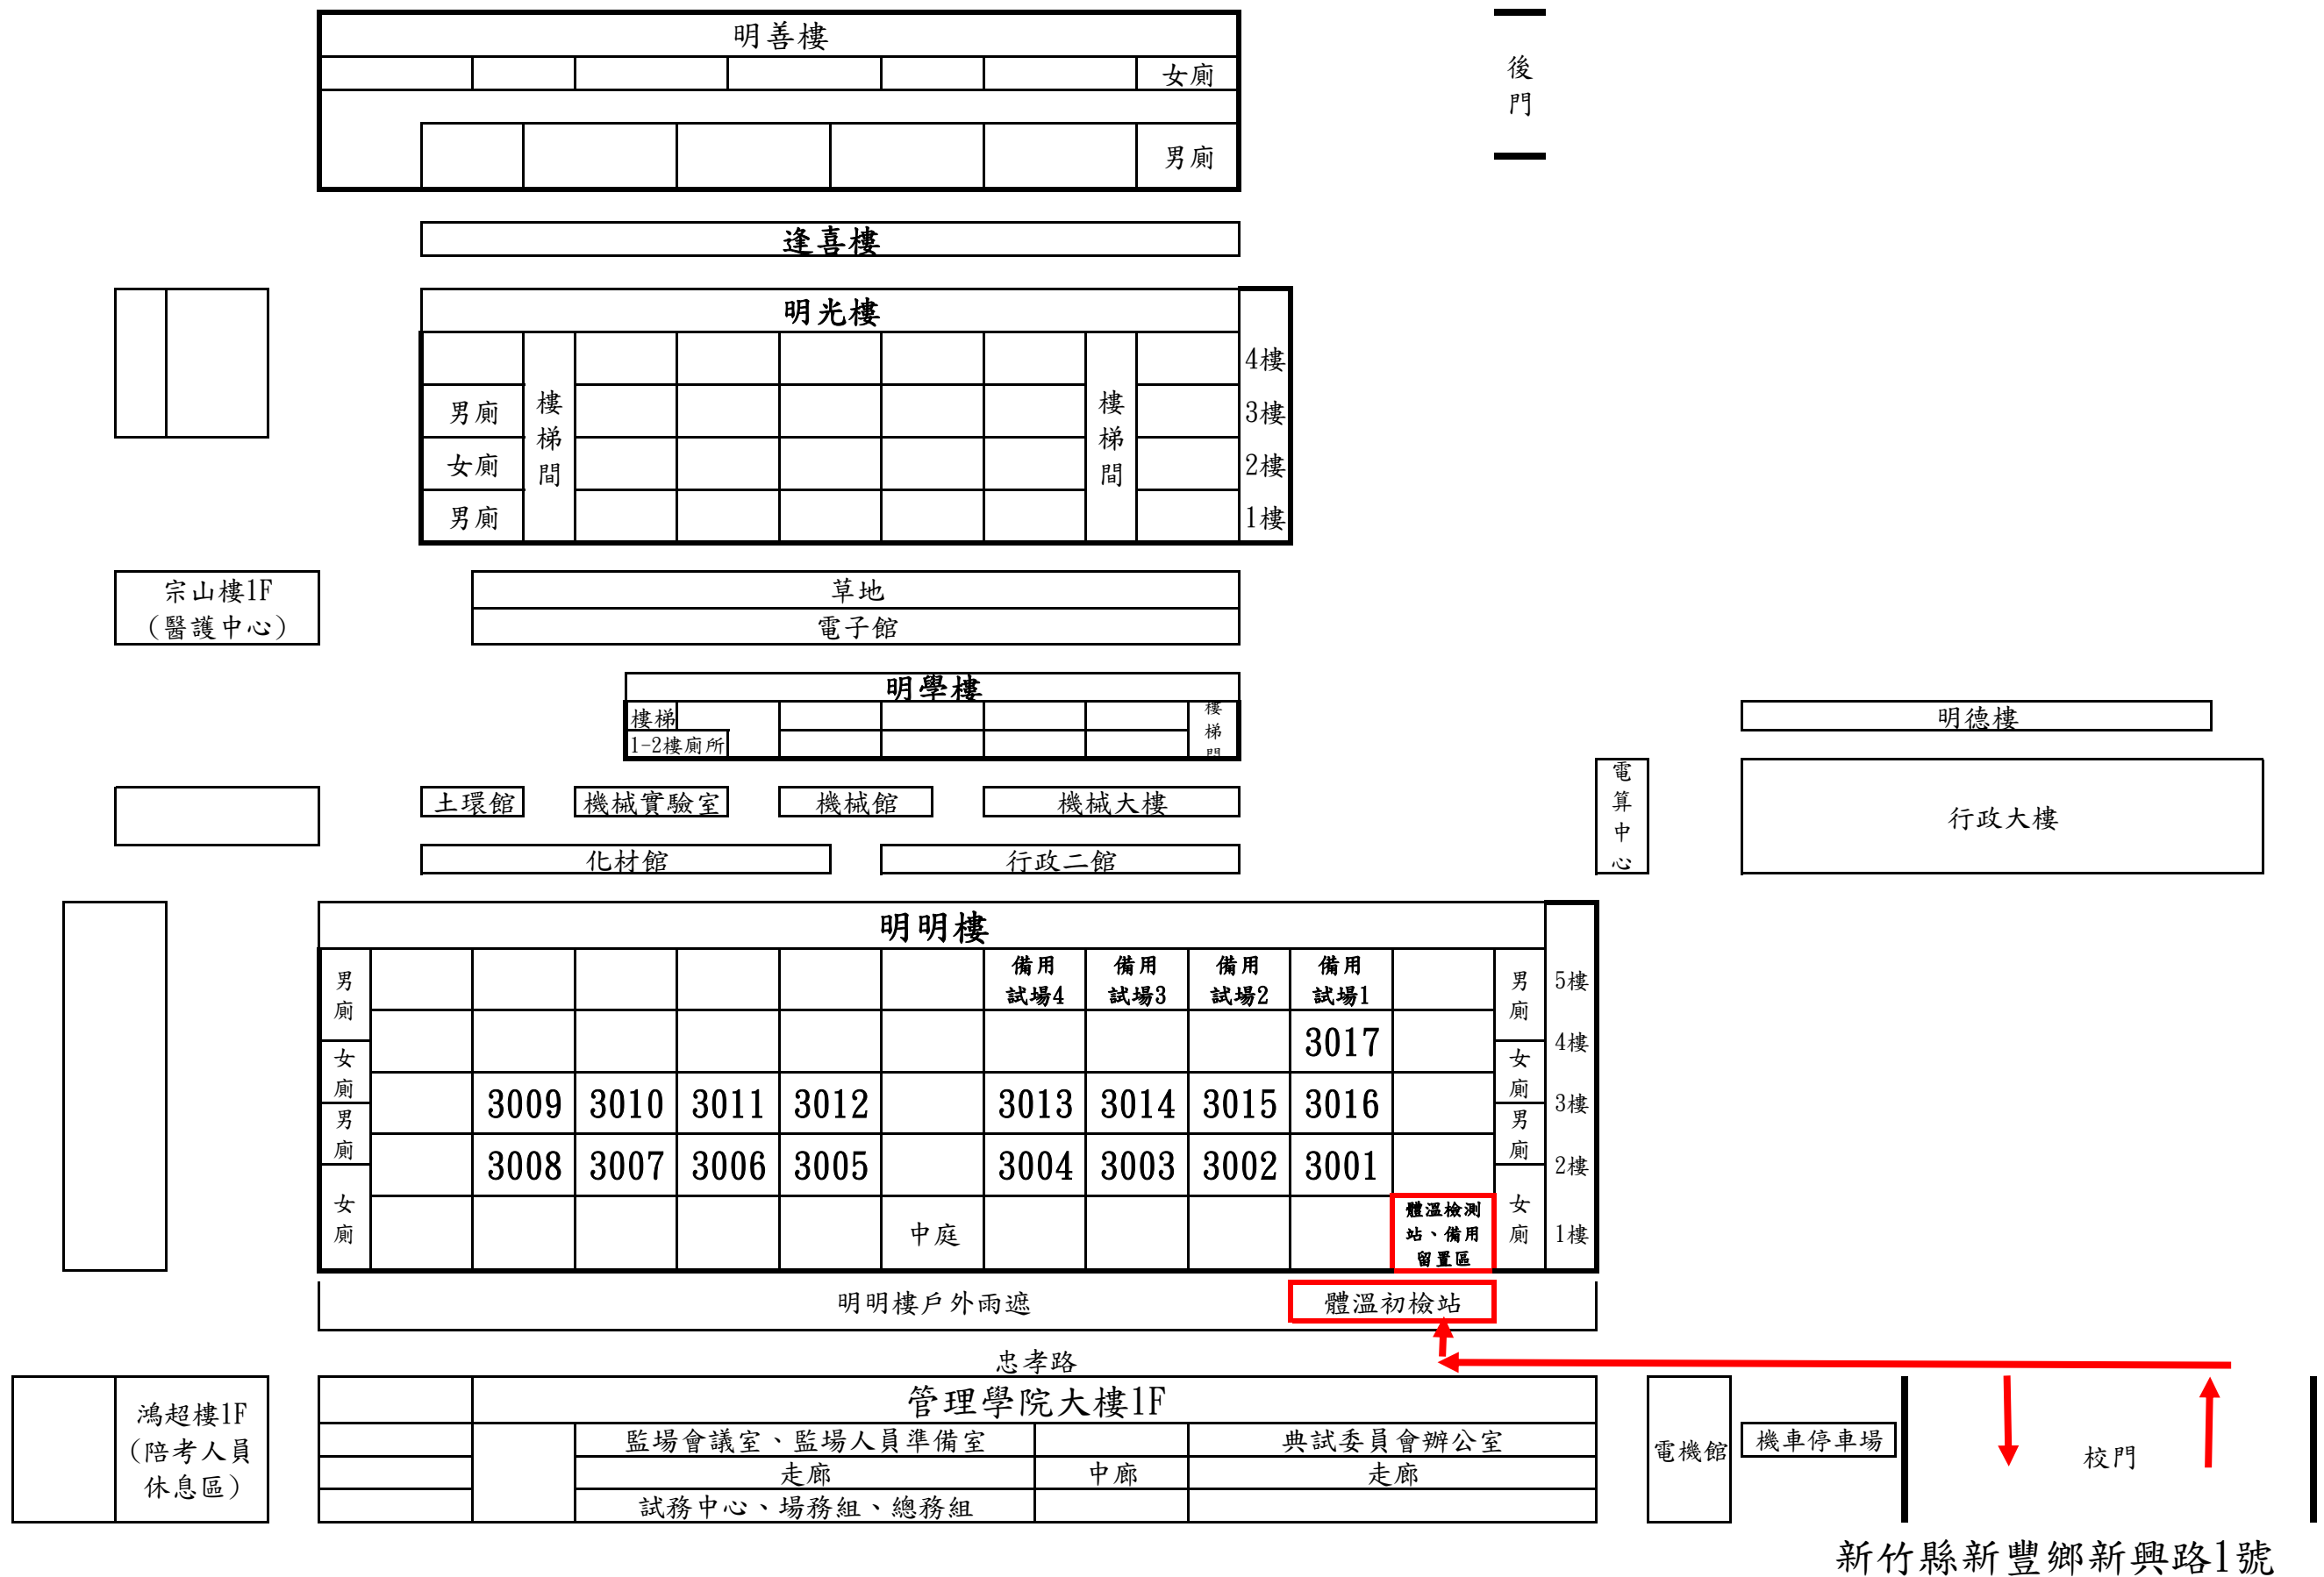 明善樓
女廁
男廁
後
門
逢喜樓
明光樓
4樓
男廁
3樓
女廁
2樓
男廁
1樓
樓
梯
間
樓
梯
間
宗山樓1F
(醫護中心)
草地
電子館
明學樓
樓梯
1-2樓廁所
樓
梯
間
明德樓
土環館
機械實驗室
機械館
機械大樓
電
算
中
心
行政大樓
化材館
行政二館
明明樓
男
廁
女
廁
男
廁
女
廁
備用
試場4
備用
試場3
備用
試場2
備用
試場1
5樓
3017
4樓
3009 3010 3011 3012 3013 3014 3015 3016
3樓
3008 3007 3006 3005 3004 3003 3002 3001
2樓
中庭
體溫檢測
站、備用
留置區
1樓
男
廁
女
廁
男
廁
女
廁
明明樓戶外雨遮
體溫初檢站
忠孝路
鴻超樓1F
(陪考人員
休息區)
管理學院大樓1F
監場會議室、監場人員準備室
典試委員會辦公室
走廊
中廊
走廊
試務中心、場務組、總務組
電機館
機車停車場
校門
新竹縣新豐鄉新興路1號